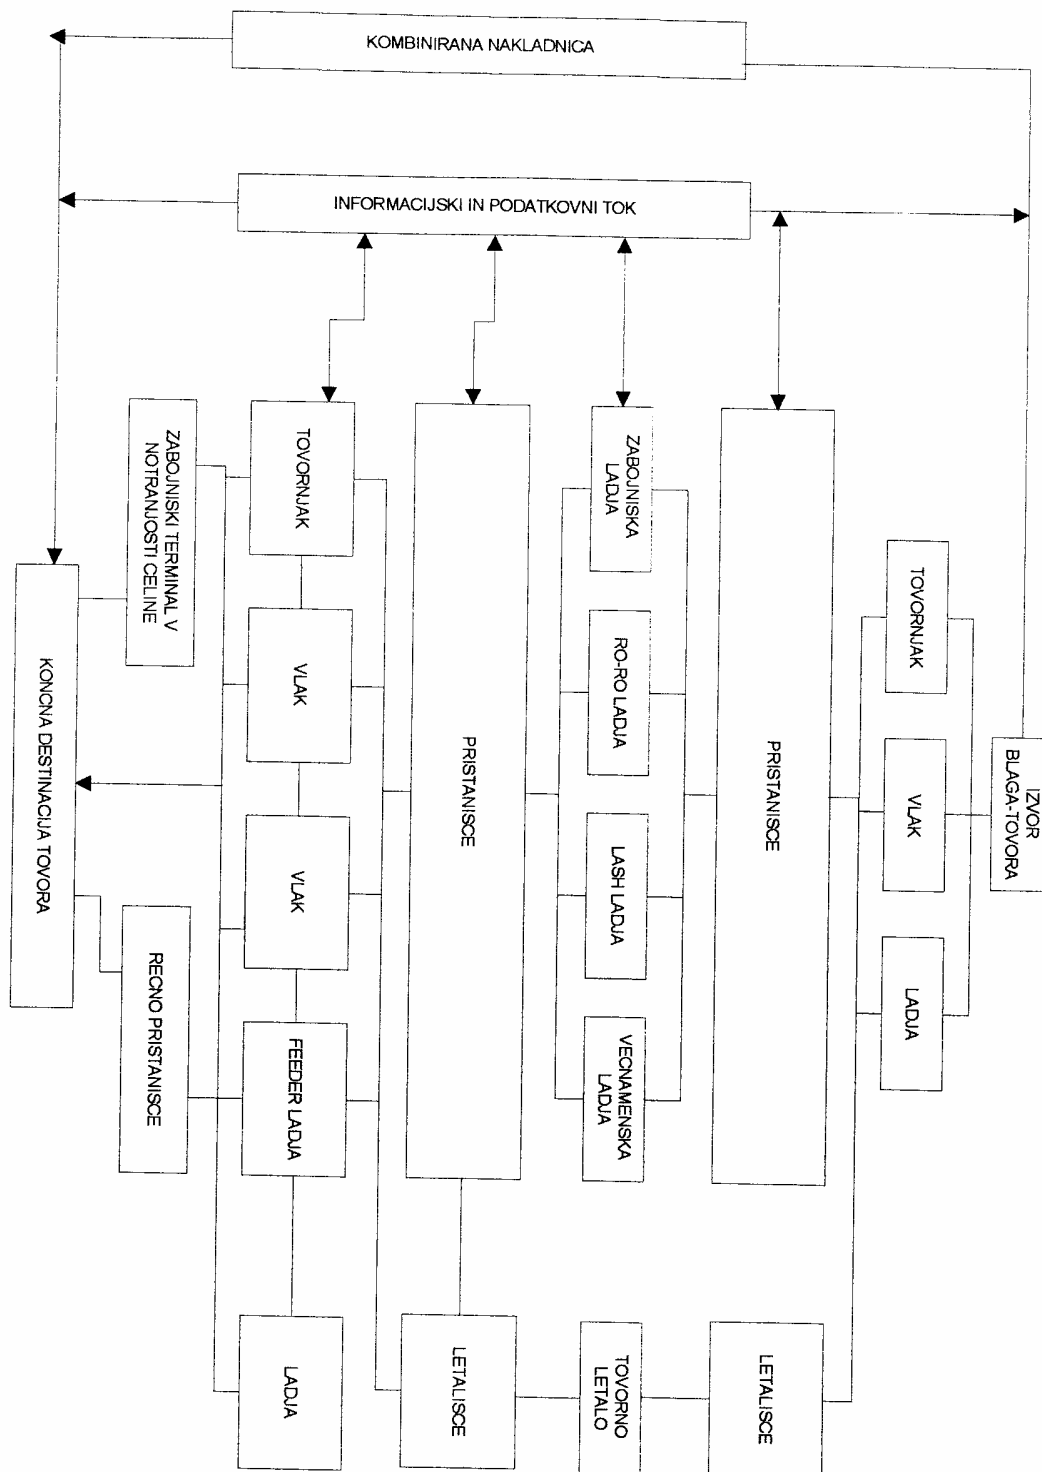 KOMBINIRANA NAKLADNICA
INFORMACIJSKI IN PODATKOVNI TOK
IZVOR
BLAGA-TOVORA
TOVORNJAK
VLAK
LADJA
PRISTANISCE
LETALISCE
ZABOJNISKA
LADJA
RO-RO LADJA
LASH LADJA
VECNAMENSKA
LADJA
TOVORNO
LETALO
PRISTANISCE
LETALISCE
TOVORNJAK
VLAK
VLAK
FEEDER LADJA
LADJA
ZABOJNISKI TERMINAL V
NOTRANJOSTI CELINE
RECNO PRISTANISCE
KONCNA DESTINACIJA TOVORA